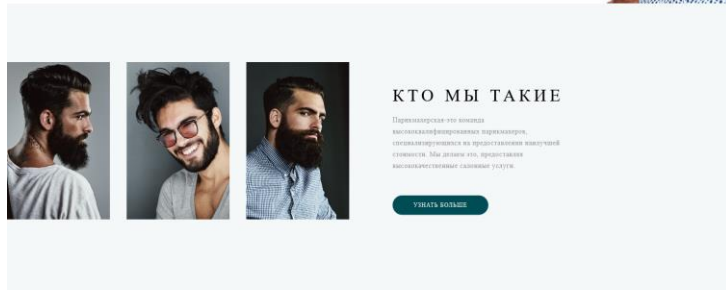 КТО МЫ ТАКИЕ
Парикмахерская это команда
высококвалифицированных парикмахеров,
специализирующихся на предоставлении наилучшей
стоимости. Мы делаем это, предоставляя
высококачественные салонные услуги.
УЗНАТЬ БОЛЬШЕ